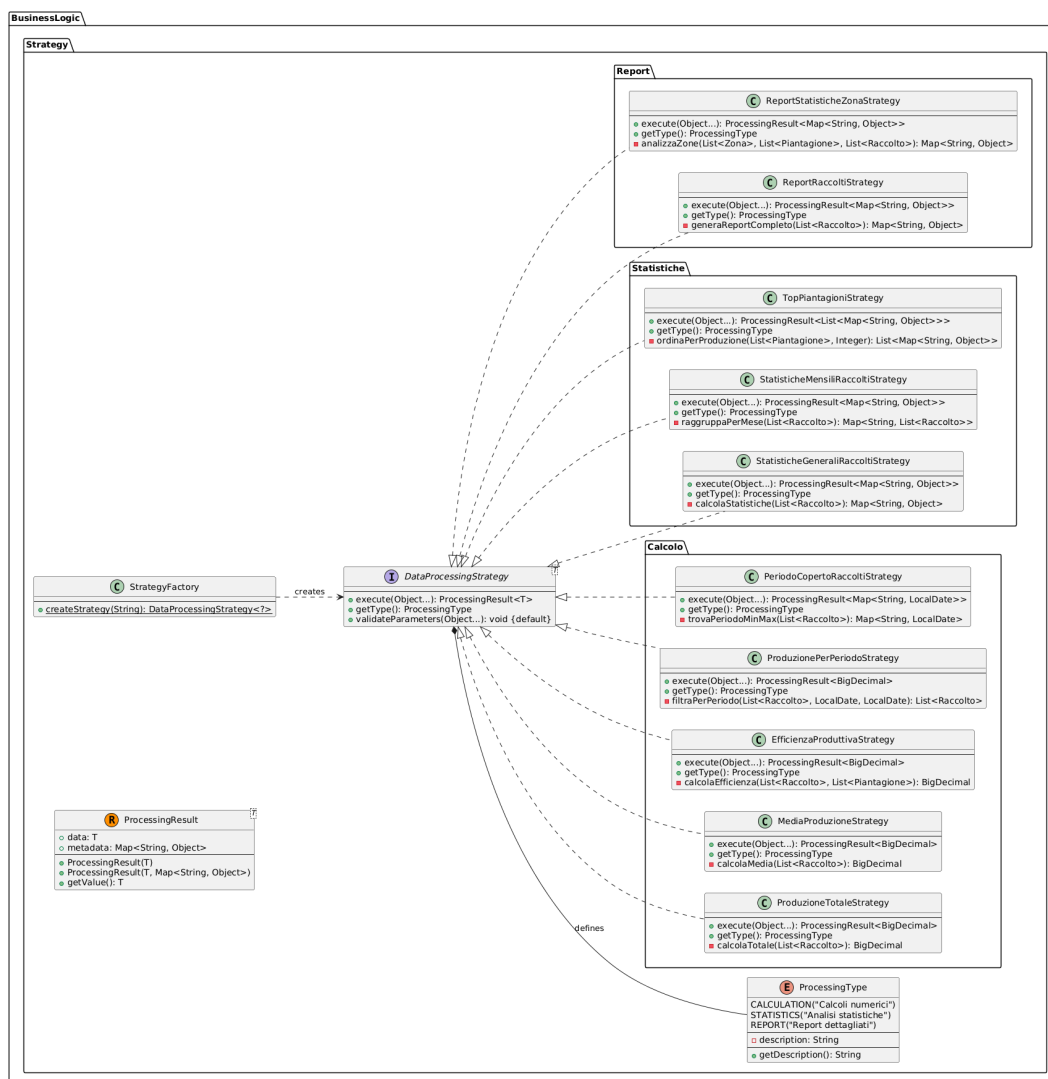 BusinessLogic
Strategy
Report
C ReportStatisticheZonaStrategy
execute(Object...): ProcessingResult<Map<String, Object>>
getType(): ProcessingType
analizzaZone(List<Zona>, List<Piantagione>, List<Raccolto>): Map<String, Object>
C ReportRaccoltiStrategy
execute(Object...): ProcessingResult<Map<String, Object>>
getType(): ProcessingType
generaReportCompleto(List<Raccolto>): Map<String, Object>
Statistiche
C TopPiantagioniStrategy
execute(Object...): ProcessingResult<List<Map<String, Object>>>
getType(): ProcessingType
ordinaPerProduzione(List<Piantagione>, Integer): List<Map<String, Object>>
C StatisticheMensiliRaccoltiStrategy
execute(Object...): ProcessingResult<Map<String, Object>>
getType(): ProcessingType
raggruppaPerMese(List<Raccolto>): Map<String, List<Raccolto>>
C StatisticheGeneraliRaccoltiStrategy
execute(Object...): ProcessingResult<Map<String, Object>>
getType(): ProcessingType
calcolaStatistiche(List<Raccolto>): Map<String, Object>
Calcolo
C PeriodoCopertoRaccoltiStrategy
execute(Object...): ProcessingResult<Map<String, LocalDate>>
getType(): ProcessingType
trovaPeriodoMinMax(List<Raccolto>): Map<String, LocalDate>
C ProduzionePerPeriodoStrategy
execute(Object...): ProcessingResult<BigDecimal>
getType(): ProcessingType
filtraPerPeriodo(List<Raccolto>, LocalDate, LocalDate): List<Raccolto>
C EfficienzaProduttivaStrategy
execute(Object...): ProcessingResult<BigDecimal>
getType(): ProcessingType
calcolaEfficienza(List<Raccolto>, List<Piantagione>): BigDecimal
C MediaProduzioneStrategy
execute(Object...): ProcessingResult<BigDecimal>
getType(): ProcessingType
calcolaMedia(List<Raccolto>): BigDecimal
C ProduzioneTotaleStrategy
execute(Object...): ProcessingResult<BigDecimal>
getType(): ProcessingType
calcolaTotale(List<Raccolto>): BigDecimal
C StrategyFactory
createStrategy(String): DataProcessingStrategy<?>
creates
I DataProcessingStrategy
T
execute(Object...): ProcessingResult<T>
getType(): ProcessingType
validateParameters(Object...): void {default}
R ProcessingResult
T
data: T
metadata: Map<String, Object>
ProcessingResult(T)
ProcessingResult(T, Map<String, Object>)
getValue(): T
defines
E ProcessingType
CALCULATION("Calcoli numerici")
STATISTICS("Analisi statistiche")
REPORT("Report dettagliati")
description: String
getDescription(): String